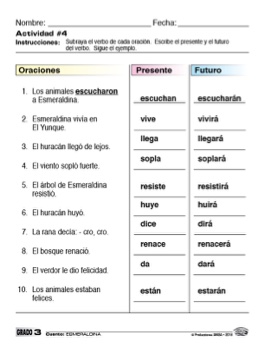 Nombre: Fecha:
Actividad #4
Instrucciones: Subraya el verbo de cada oración. Escribe el presente y el futuro
del verbo. Sigue el ejemplo.
Oraciones Presente Futuro
1. Los animales escucharon
a Esmeraldina. escuchan escucharán
2. Esmeraldina vivía en vive vivirá
El Yunque.
3. El huracán llegó de lejos. llega llegará
4. El viento sopló fuerte. sopla soplará
5. El árbol de Esmeraldina
resistió. resiste resistirá
6. El huracán huyó. huye huirá
7. La rana decía: - cro, cro. dice dirá
8. El bosque renació. renace renacerá
9. El verdor le dio felicidad. da dará
10. Los animales estaban están estarán
felices.
GRADO 3 Cuento: ESMERALDINA